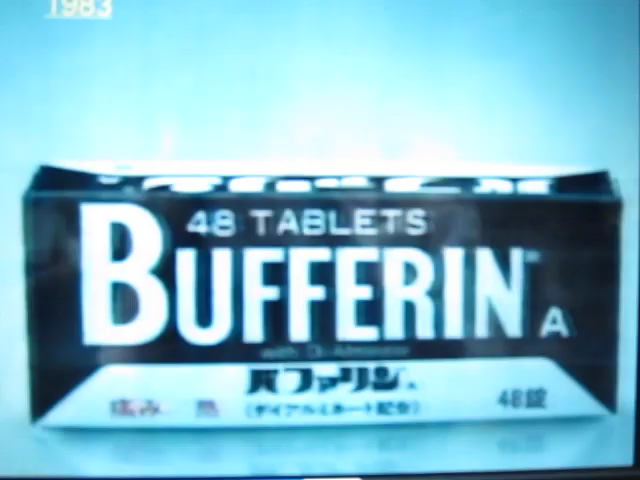 1983
48 TABLETS
BUFFERIN A
バファリン A
痛み 熱
(ダイアルミネート配合)
48錠